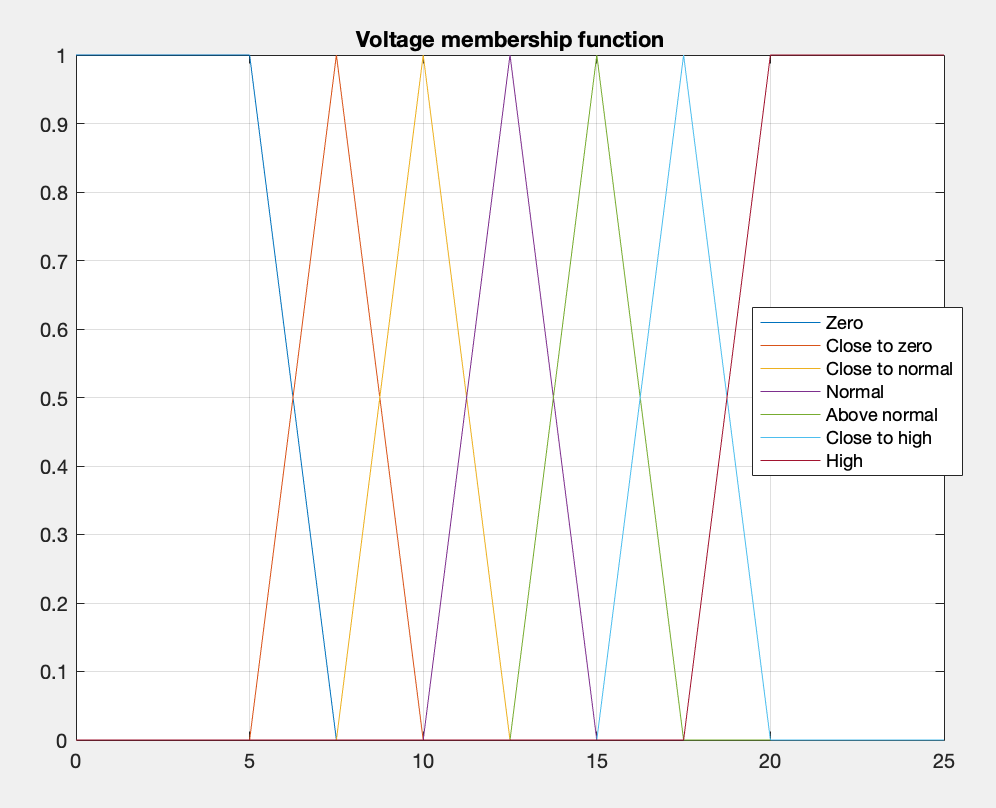 Voltage membership function
1
0.9
0.8
0.7
0.6
0.5
0.4
0.3
0.2
0.1
0
0 5 10 15 20 25
Zero
Close to zero
Close to normal
Normal
Above normal
Close to high
High